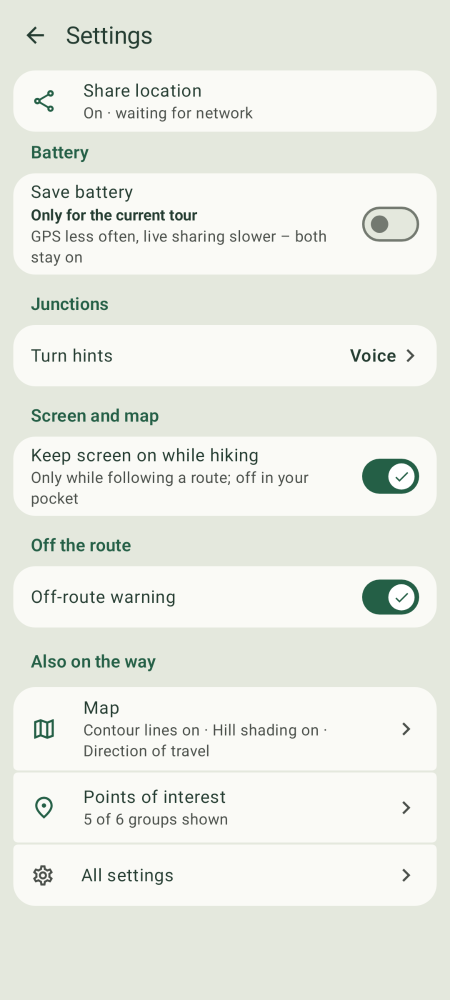 Settings
Share location
On · waiting for network
Battery
Save battery
Only for the current tour
GPS less often, live sharing slower – both
stay on
Junctions
Turn hints
Voice
Screen and map
Keep screen on while hiking
Only while following a route; off in your
pocket
Off the route
Off-route warning
Also on the way
Map
Contour lines on · Hill shading on ·
Direction of travel
Points of interest
5 of 6 groups shown
All settings